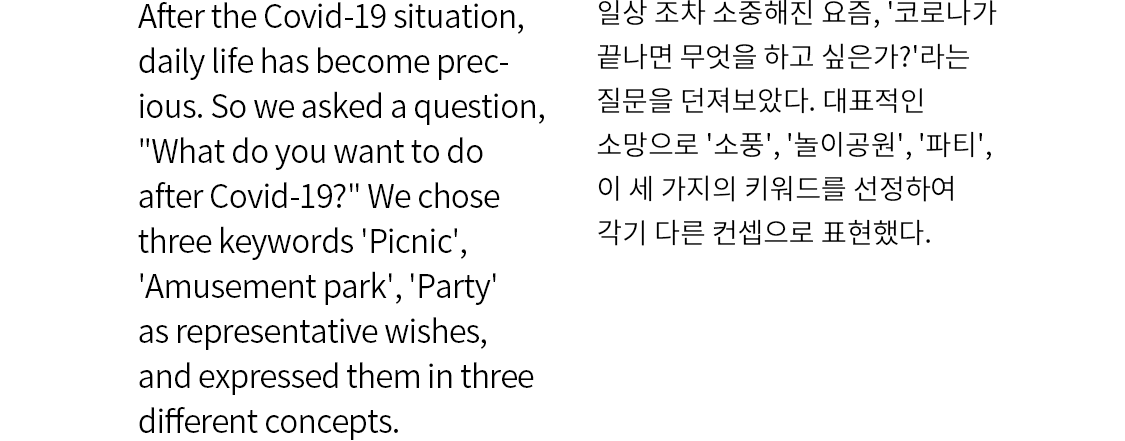 After the Covid-19 situation,
daily life has become prec-
ious. So we asked a question,
"What do you want to do
after Covid-19?" We chose
three keywords 'Picnic',
'Amusement park', 'Party'
as representative wishes,
and expressed them in three
different concepts.
일상 조차 소중해진 요즘, '코로나가
끝나면 무엇을 하고 싶은가?'라는
질문을 던져보았다. 대표적인
소망으로 '소풍', '놀이공원', '파티',
이 세 가지의 키워드를 선정하여
각기 다른 컨셉으로 표현했다.